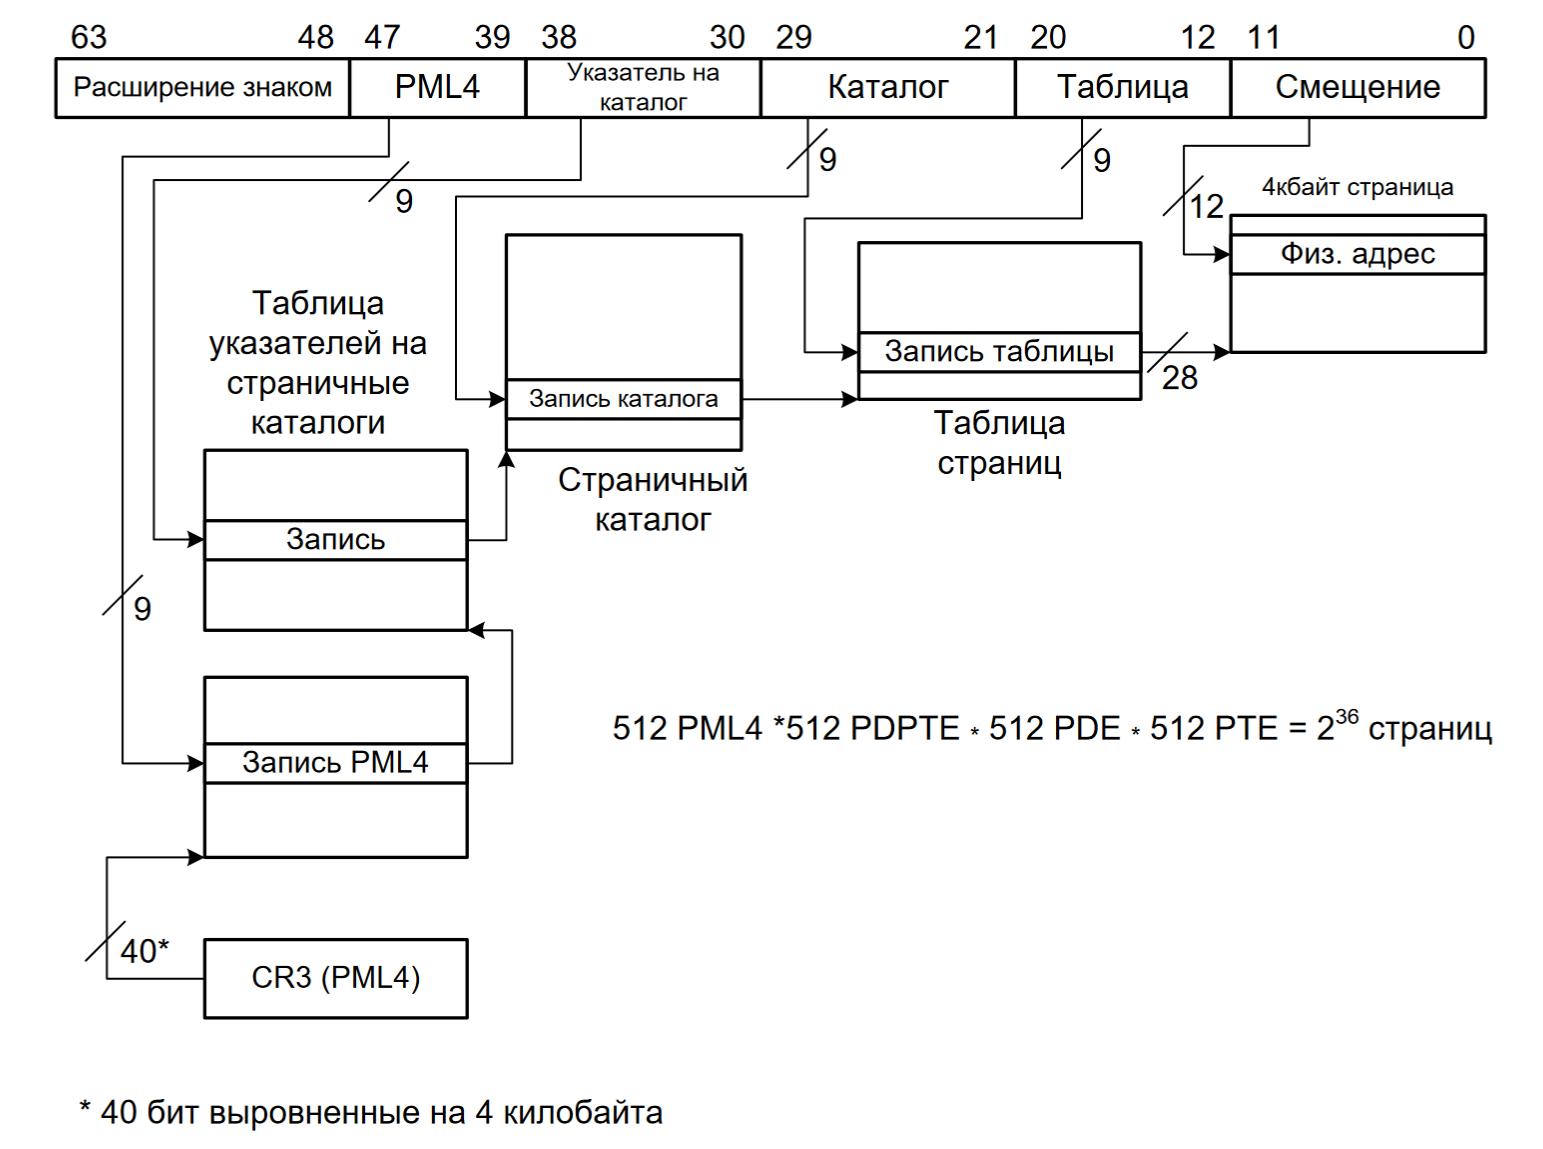 63 48 47 39 38 30 29 21 20 12 11 0
Расширение знаком
PML4
Указатель на
каталог
Каталог
Таблица
Смещение
9
9
9
12
4кбайт страница
Физ. адрес
Таблица
указателей на
страничные
каталоги
Запись каталога
Страничный
каталог
Запись таблицы
28
Таблица
страниц
Запись
9
Запись PML4
512 PML4 *512 PDPTE * 512 PDE * 512 PTE = 2^36 страниц
40*
CR3 (PML4)
* 40 бит выровненные на 4 килобайта